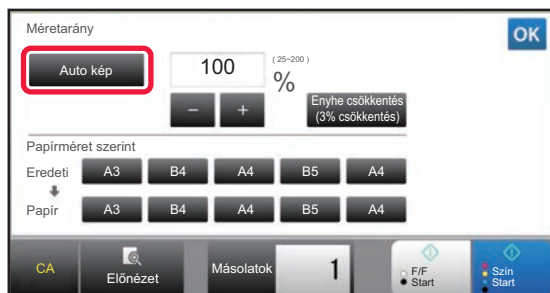 Méretarány
OK
Auto kép
100
(25~200)
%
− +
Enyhe csökkentés
(3% csökkentés)
Papírméret szerint
Eredeti A3 B4 A4 B5 A4
Papír A3 B4 A4 B5 A4
CA
Előnézet
Másolatok 1
F/F
Start
Szín
Start